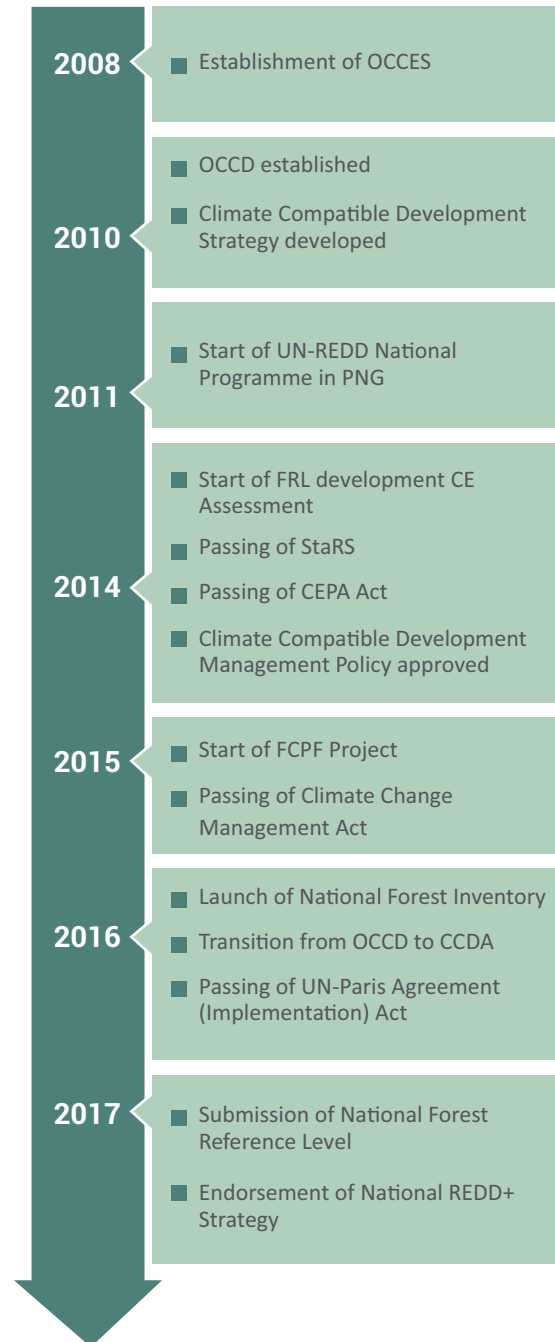 2008
Establishment of OCCES
OCCD established
2010
Climate Compatible Development
Strategy developed
2011
Start of UN-REDD National
Programme in PNG
2014
Start of FRL development CE
Assessment
Passing of StaRS
Passing of CEPA Act
Climate Compatible Development
Management Policy approved
2015
Start of FCPF Project
Passing of Climate Change
Management Act
2016
Launch of National Forest Inventory
Transition from OCCD to CCDA
Passing of UN-Paris Agreement
(Implementation) Act
2017
Submission of National Forest
Reference Level
Endorsement of National REDD+
Strategy